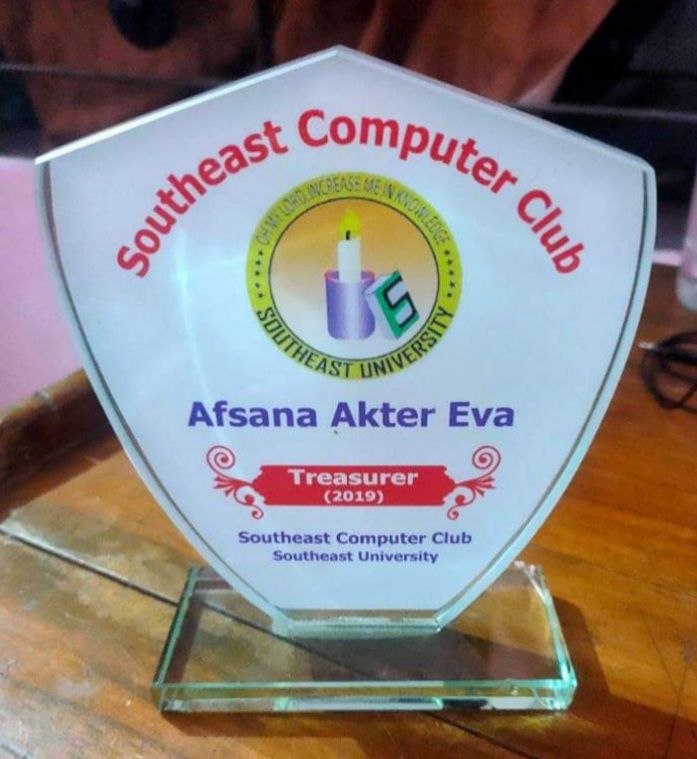 Southeast Computer Club
OH MY LORD! INCREASE ME IN KNOWLEDGE
SOUTHEAST UNIVERSITY
Afsana Akter Eva
Treasurer
(2019)
Southeast Computer Club
Southeast University